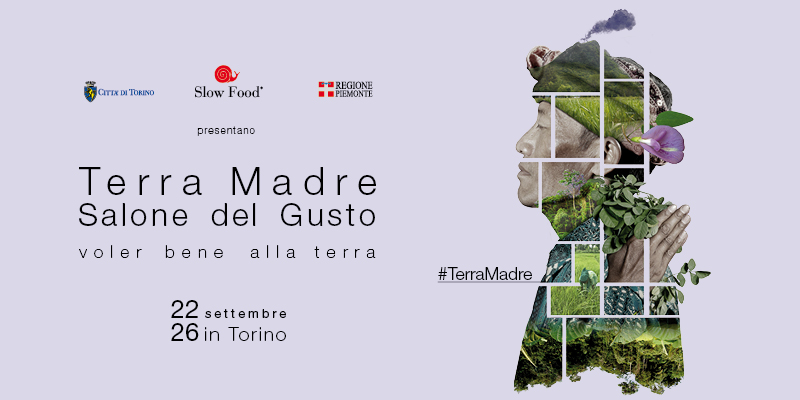 CITTA' DI TORINO
Slow Food®
REGIONE
PIEMONTE
presentano
Terra Madre
Salone del Gusto
voler bene alla terra
#TerraMadre
22 settembre
26 in Torino